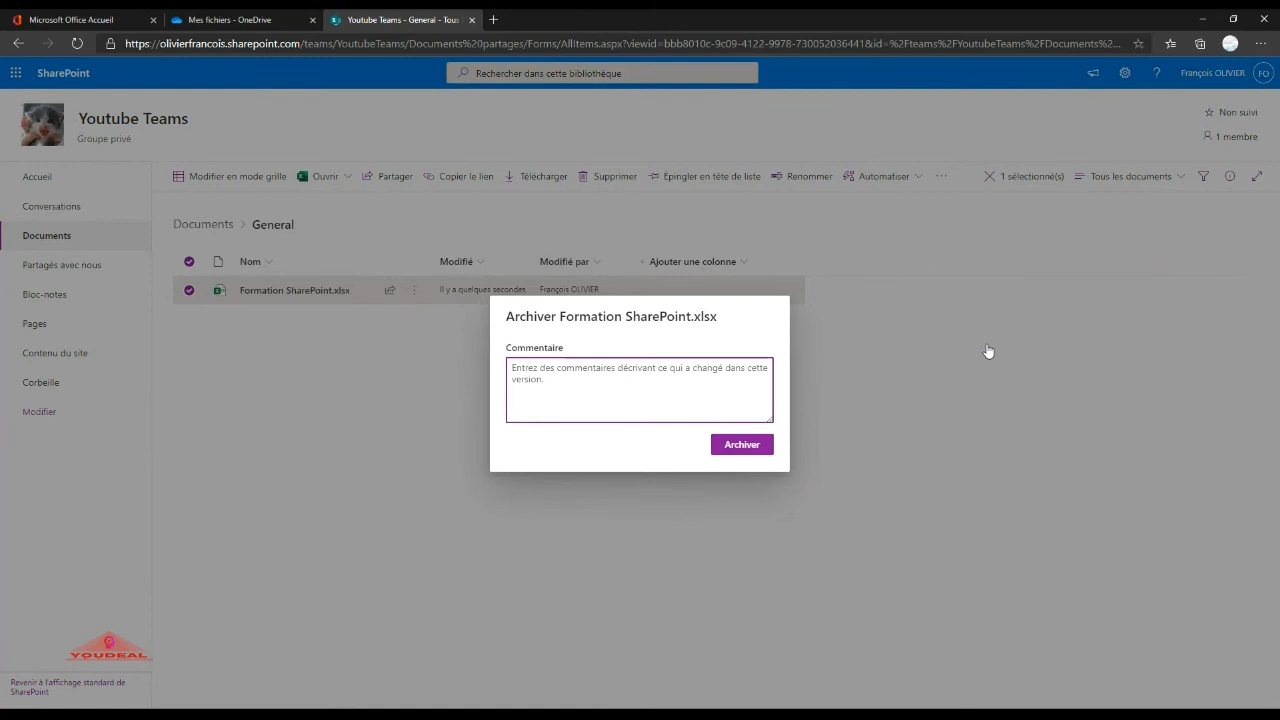 Microsoft Office Accueil
Mes fichiers - OneDrive
Youtube Teams - General - Tous
https://olivierfrancois.sharepoint.com/teams/YoutubeTeams/Documents%20partages/Forms/AllItems.aspx?viewid=bbb8010c-9c09-4122-9978-730052036441&id=%2Fteams%2FYoutubeTeams%2FDocuments%2...
SharePoint
Rechercher dans cette bibliothèque
François OLIVIER
FO
Youtube Teams
Groupe privé
Non suivi
1 membre
Accueil
Conversations
Documents
Partagés avec nous
Bloc-notes
Pages
Contenu du site
Corbeille
Modifier
Modifier en mode grille
Ouvrir
Partager
Copier le lien
Télécharger
Supprimer
Épingler en tête de liste
Renommer
Automatiser
1 sélectionné(s)
Tous les documents
Documents > General
Nom
Modifié
Modifié par
+ Ajouter une colonne
Formation SharePoint.xlsx
Il y a quelques secondes
François OLIVIER
Archiver Formation SharePoint.xlsx
Commentaire
Entrez des commentaires décrivant ce qui a changé dans cette
version.
Archiver
YOUDEAL
Revenir à l'affichage standard de
SharePoint